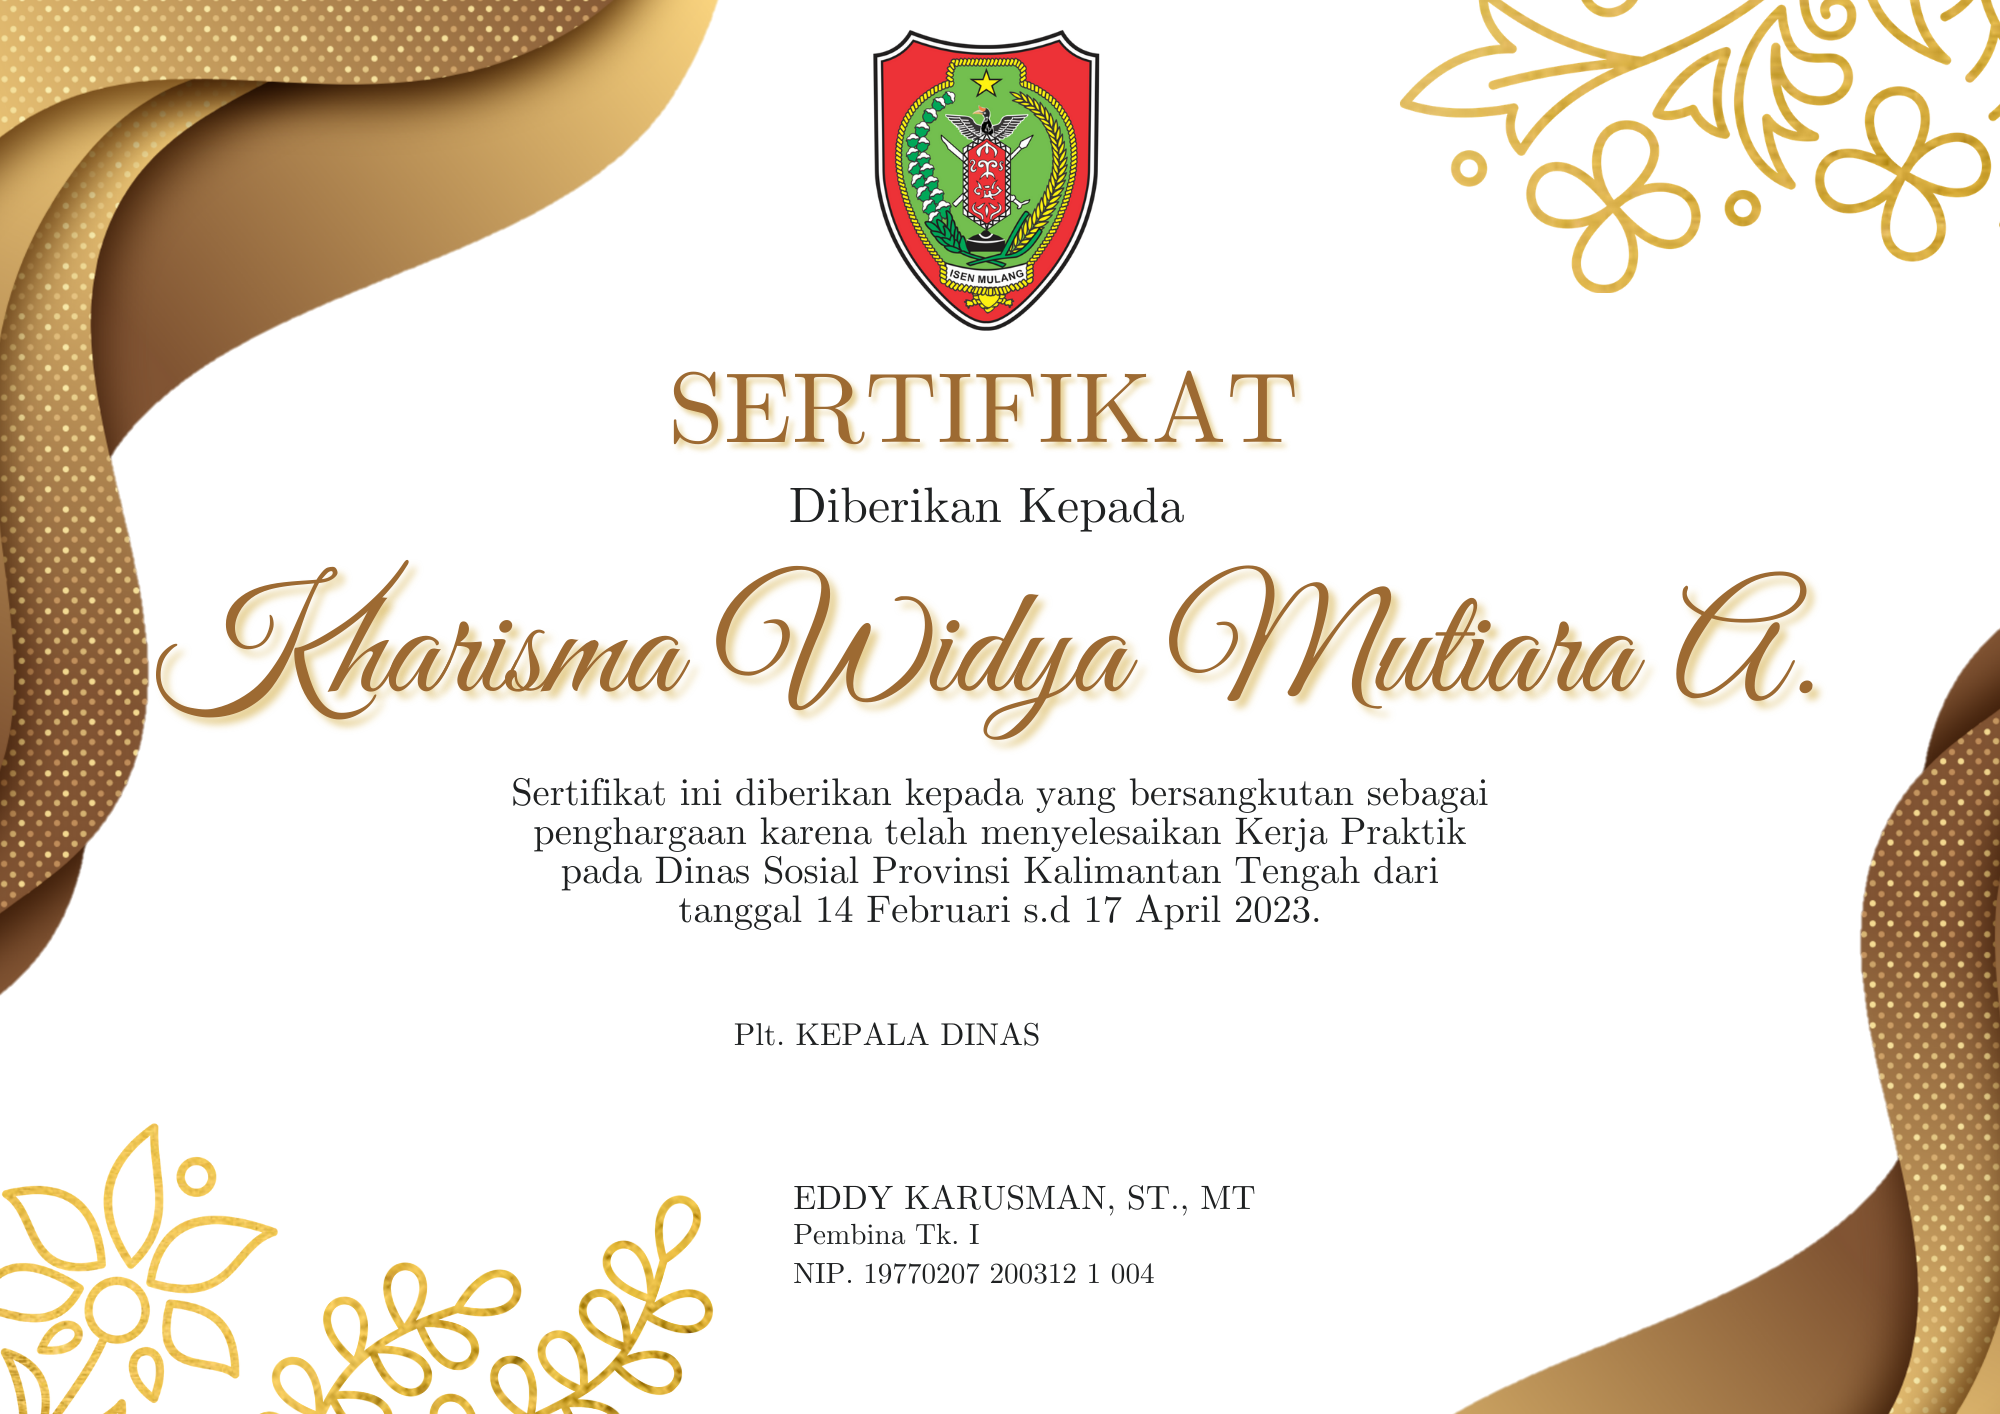 ISEN MULANG
SERTIFIKAT
Diberikan Kepada
Kharisma Widya Mutiara A.
Sertifikat ini diberikan kepada yang bersangkutan sebagai
penghargaan karena telah menyelesaikan Kerja Praktik
pada Dinas Sosial Provinsi Kalimantan Tengah dari
tanggal 14 Februari s.d 17 April 2023.
Plt. KEPALA DINAS
EDDY KARUSMAN, ST., MT
Pembina Tk. I
NIP. 19770207 200312 1 004